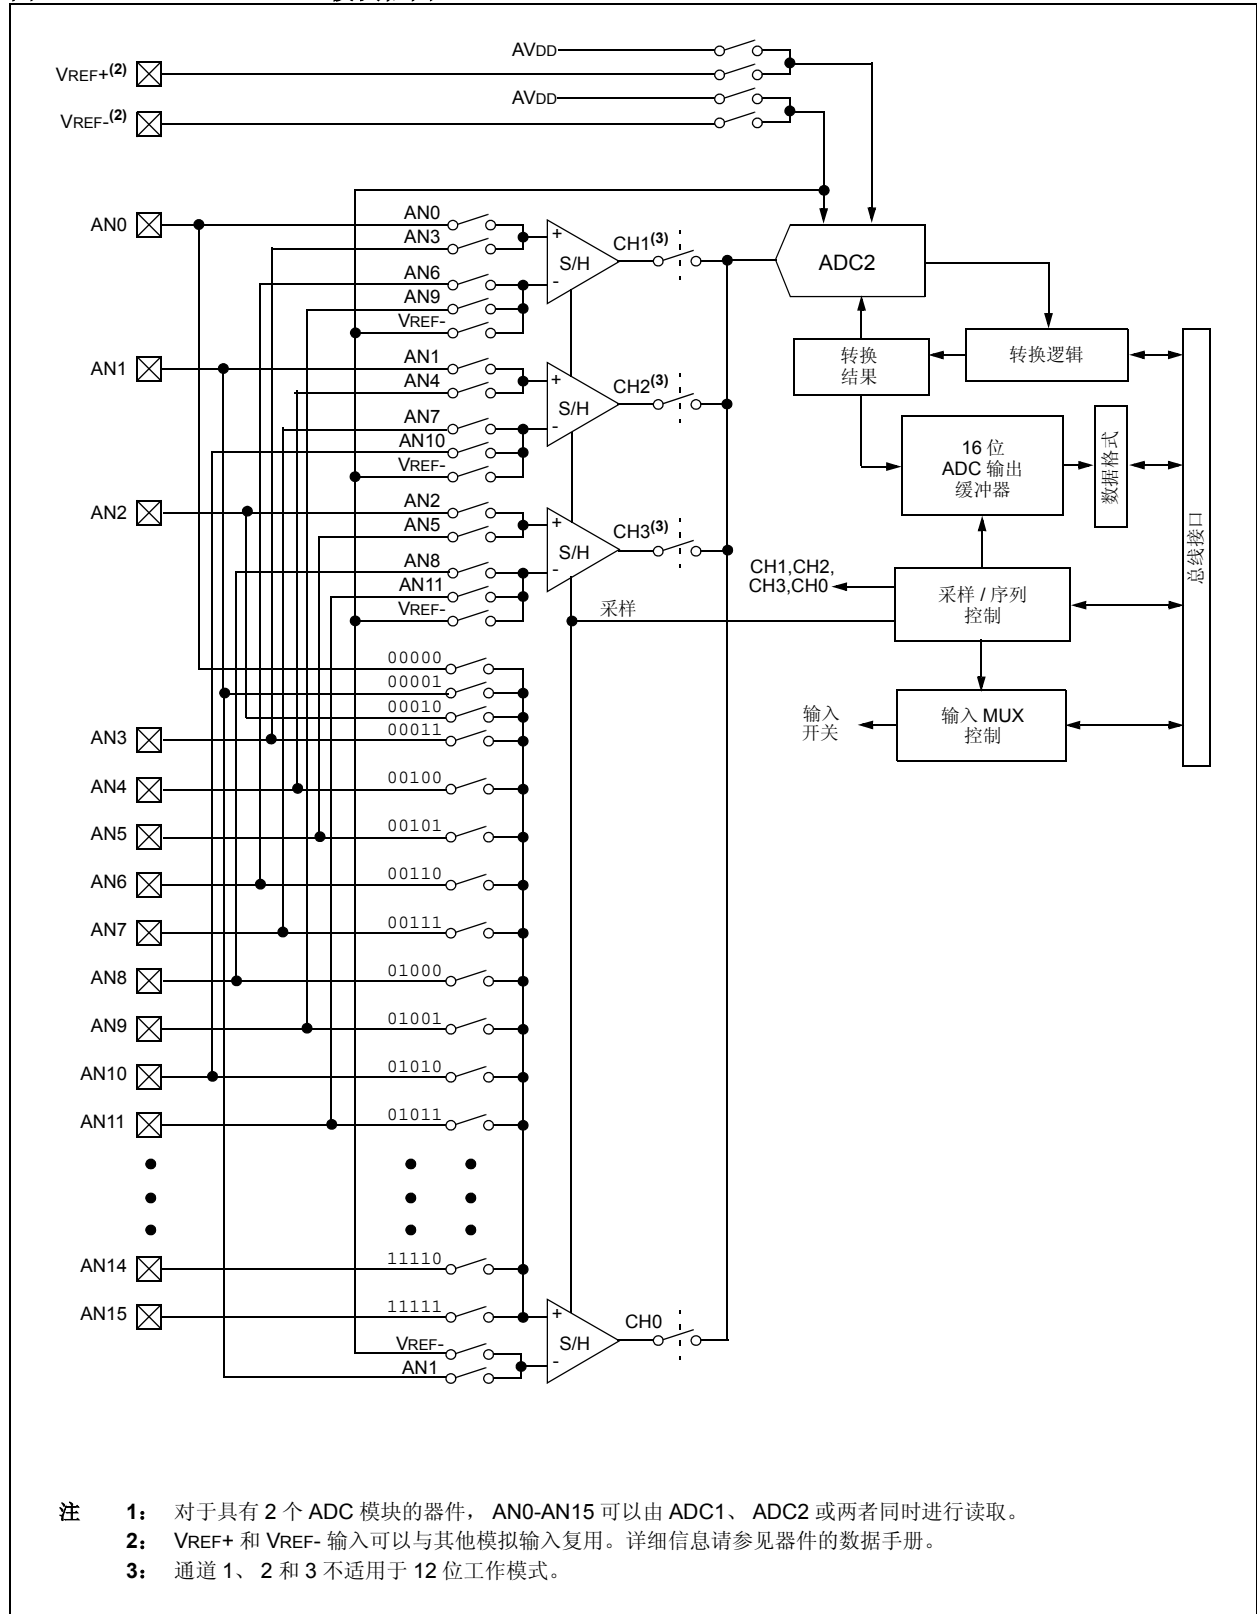 AVDD
VREF+(2)
AVDD
VREF-(2)
AN0
AN0
AN3
AN6
AN9
VREF-
+
S/H
-
CH1(3)
ADC2
转换
结果
转换逻辑
AN1
AN1
AN4
AN7
AN10
VREF-
+
S/H
-
CH2(3)
16 位
ADC 输出
缓冲器
数据格式
总线接口
AN2
AN2
AN5
AN8
AN11
VREF-
+
S/H
-
CH3(3)
CH1,CH2,
CH3,CH0
采样 / 序列
控制
采样
00000
00001
00010
AN3
00011
输入
开关
输入 MUX
控制
AN4
00100
AN5
00101
AN6
00110
AN7
00111
AN8
01000
AN9
01001
AN10
01010
AN11
01011
AN14
11110
AN15
11111
VREF-
AN1
+
S/H
-
CH0
注 1： 对于具有 2 个 ADC 模块的器件， AN0-AN15 可以由 ADC1、 ADC2 或两者同时进行读取。
2： VREF+ 和 VREF- 输入可以与其他模拟输入复用。详细信息请参见器件的数据手册。
3： 通道 1、 2 和 3 不适用于 12 位工作模式。